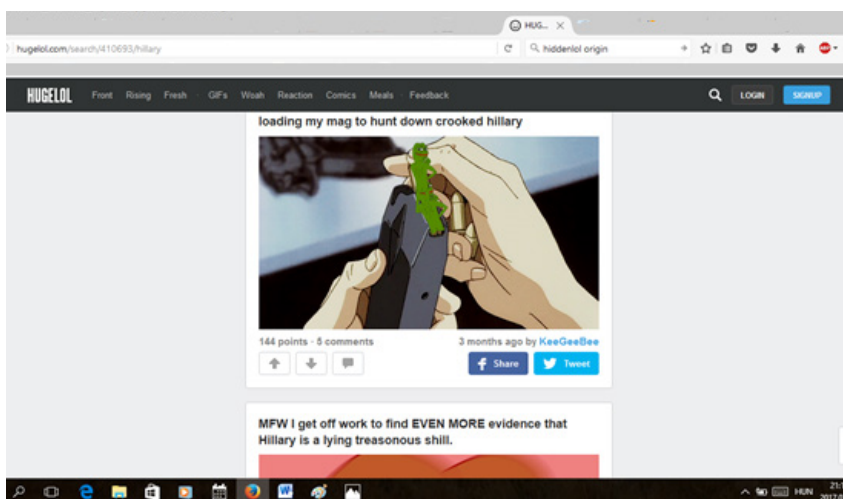 HUG...
hugelol.com/search/410693/hillary
hiddenlol origin
HUGELOL Front Rising Fresh GIFs Woah Reaction Comics Meals Feedback LOGIN SIGNUP
loading my mag to hunt down crooked hillary
144 points · 5 comments 3 months ago by KeeGeeBee
Share Tweet
MFW I get off work to find EVEN MORE evidence that
Hillary is a lying treasonous shill.
HUN